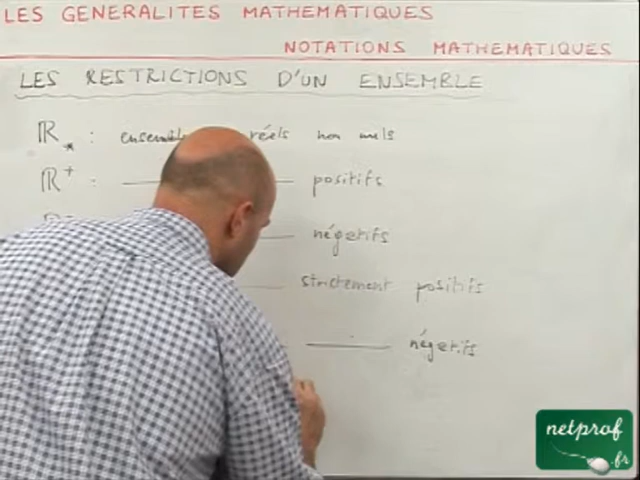 LES GENERALITES MATHEMATIQUES
NOTATIONS MATHEMATIQUES
LES RESTRICTIONS D'UN ENSEMBLE
ℝ* : réels non nuls
ℝ⁺ : positifs
négatifs
strictement positifs
négatifs
netprof
.fr